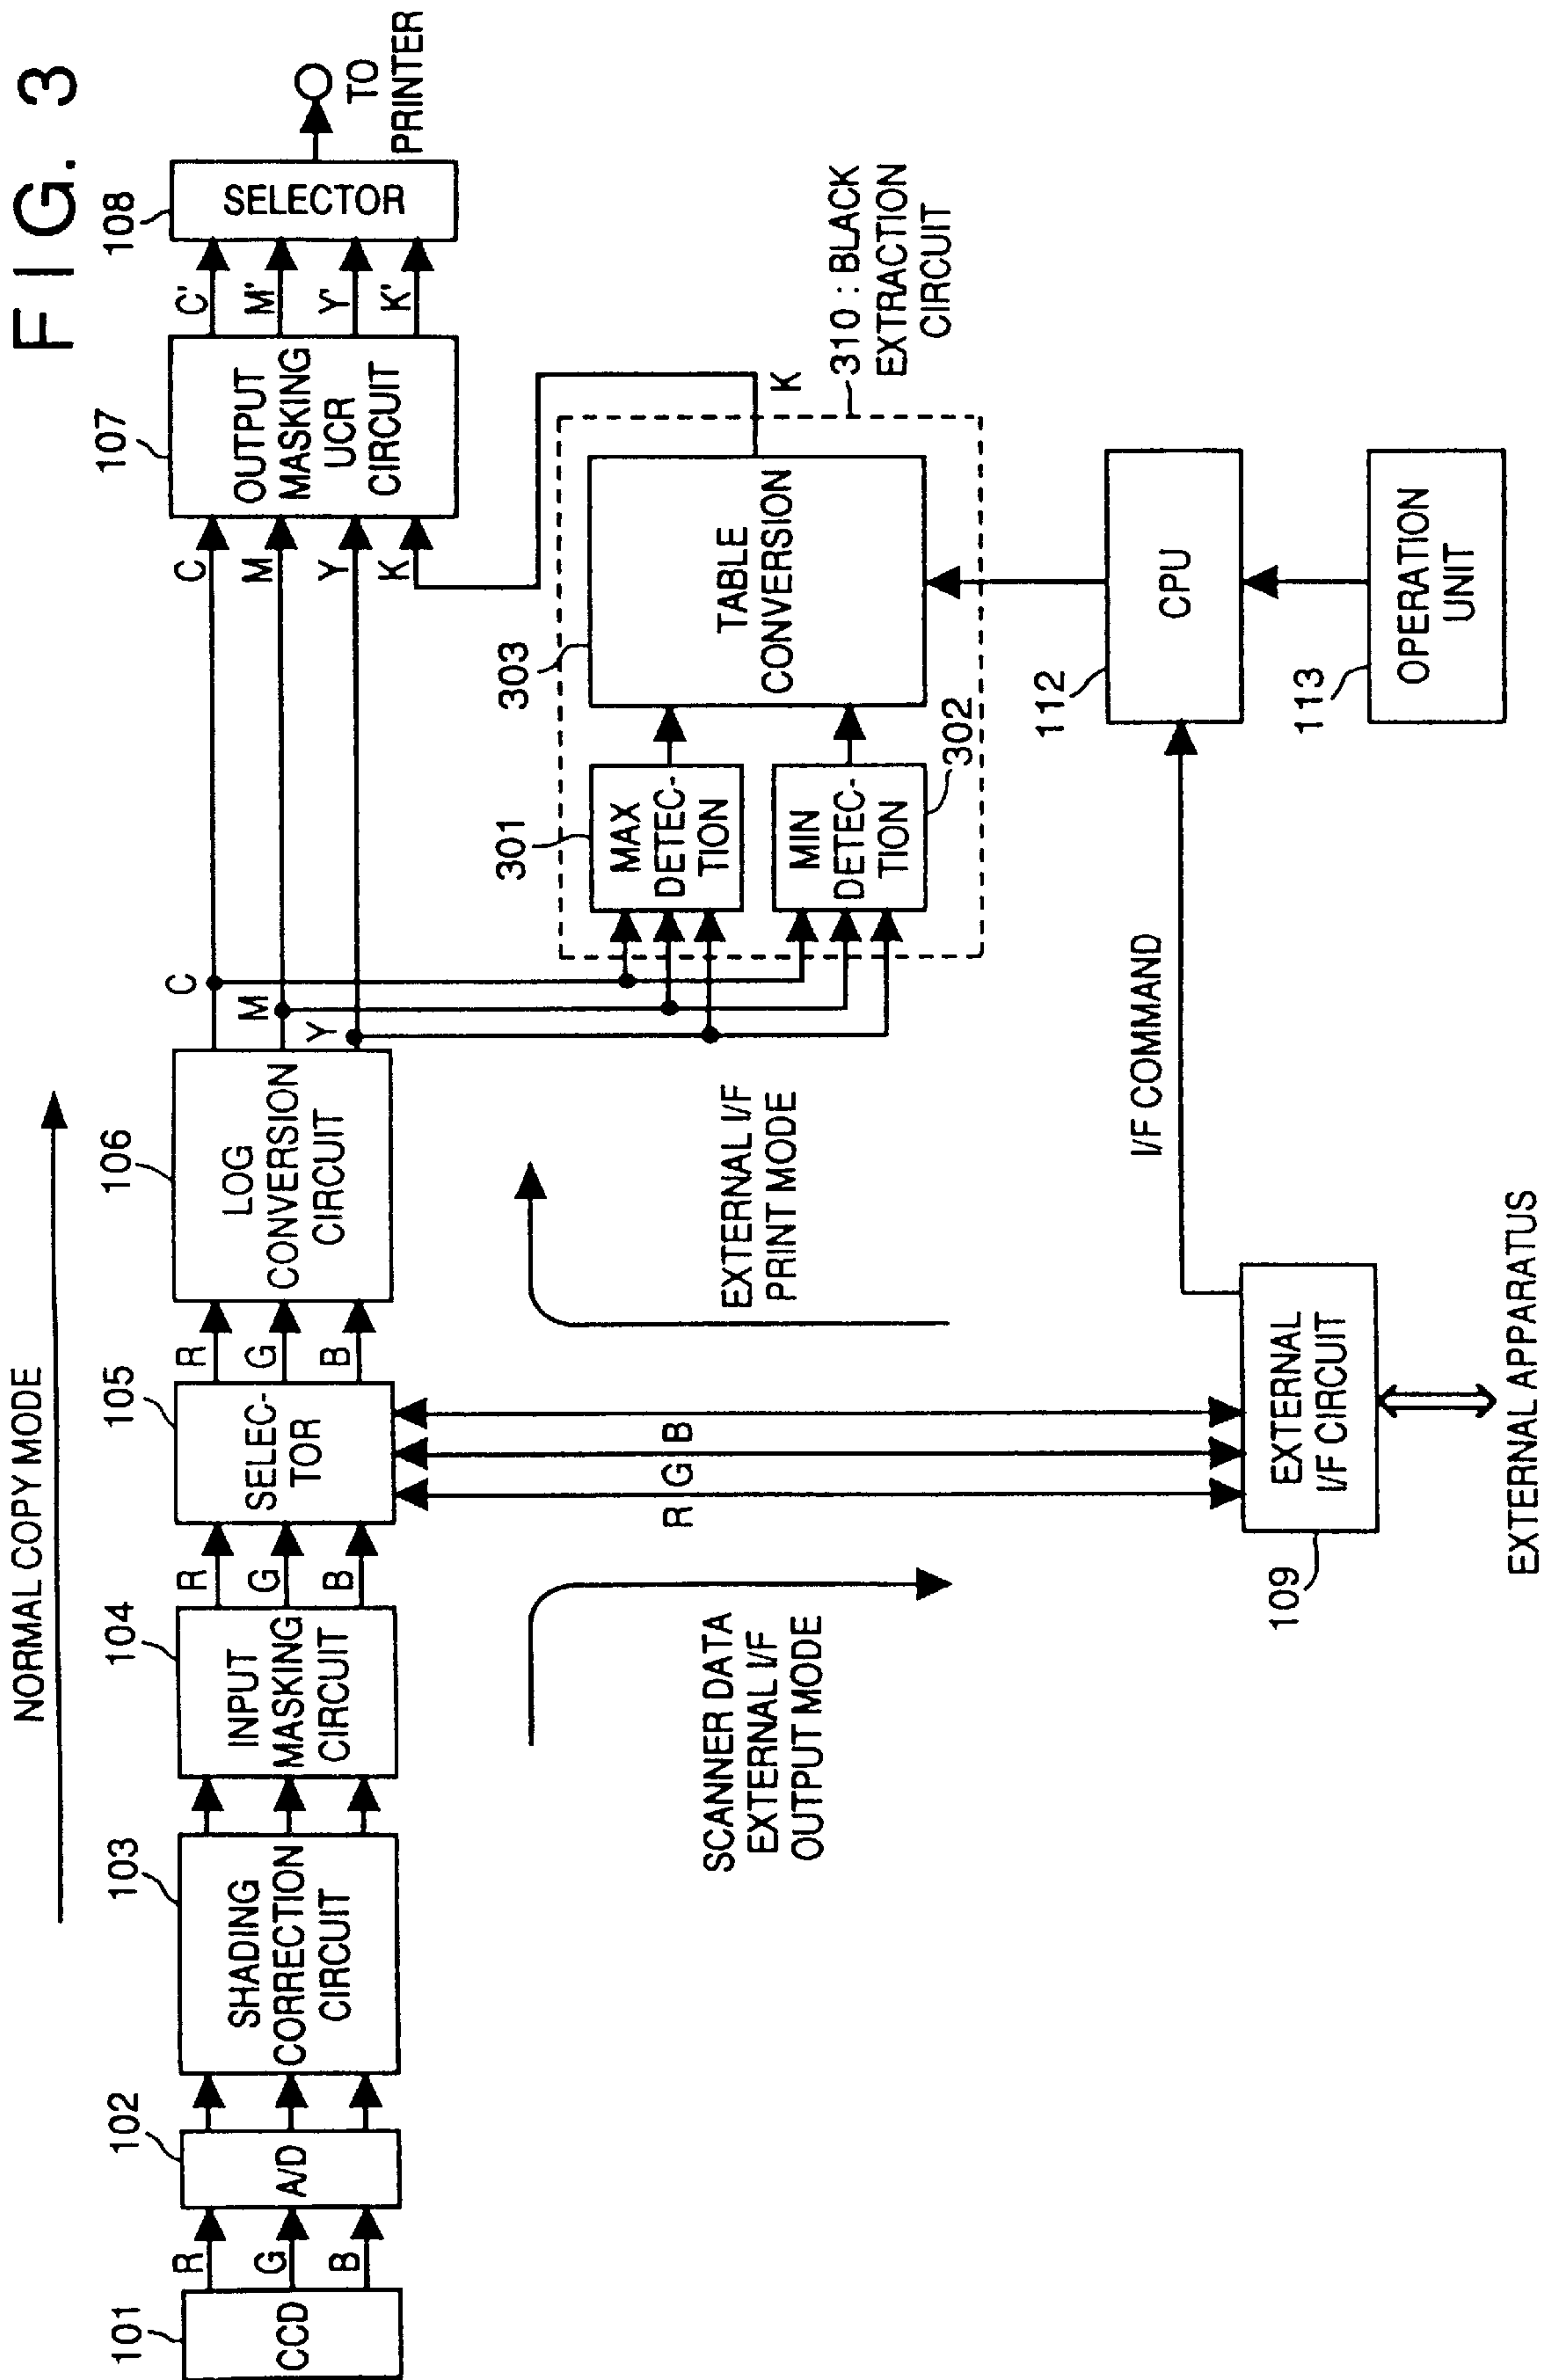 FIG. 3
NORMAL COPY MODE
101
CCD
R
G
B
102
A/D
103
SHADING
CORRECTION
CIRCUIT
104
INPUT
MASKING
CIRCUIT
R
G
B
105
SELEC-
TOR
R
G
B
106
LOG
CONVERSION
CIRCUIT
C
M
Y
C
M
Y
K
107
OUTPUT
MASKING
UCR
CIRCUIT
C'
M'
Y'
K'
108
SELECTOR
TO
PRINTER
301
MAX
DETEC-
TION
MIN
DETEC-
TION
302
303
TABLE
CONVERSION
K
310 : BLACK
EXTRACTION
CIRCUIT
SCANNER DATA
EXTERNAL I/F
OUTPUT MODE
R
G
B
EXTERNAL I/F
PRINT MODE
109
EXTERNAL
I/F CIRCUIT
EXTERNAL APPARATUS
I/F COMMAND
112
CPU
113
OPERATION
UNIT